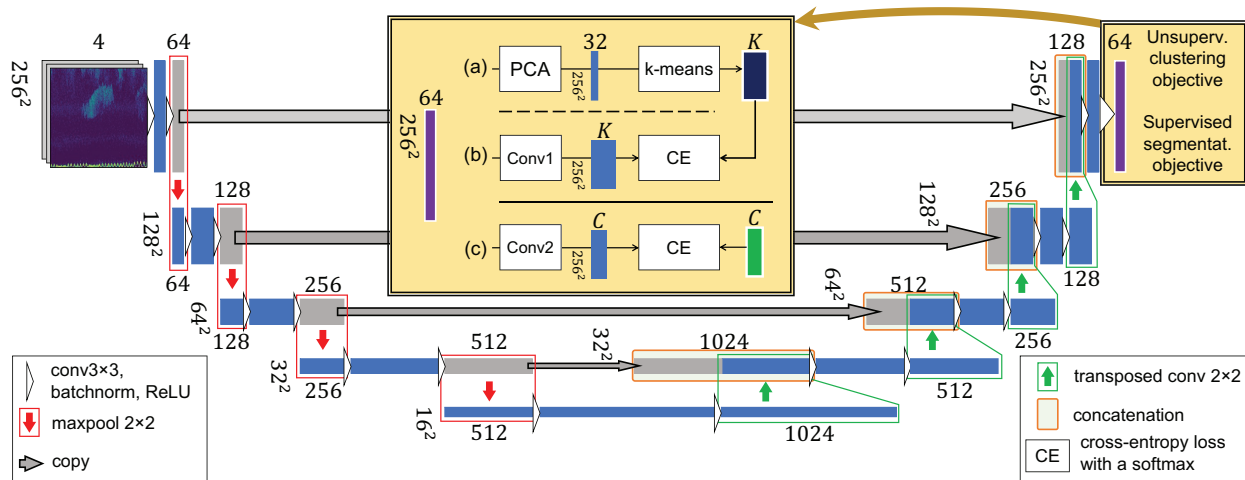 4
64
256²
128
128²
64
256
64²
128
512
32²
256
16²
512
(a)
PCA
32
256²
k-means
K
64
256²
(b)
Conv1
K
256²
CE
(c)
Conv2
C
256²
CE
C
32²
1024
1024
64²
512
512
128²
256
256
256²
128
128
64
Unsuperv.
clustering
objective
Supervised
segmentat.
objective
conv3×3,
batchnorm, ReLU
maxpool 2×2
copy
transposed conv 2×2
concatenation
CE
cross-entropy loss
with a softmax